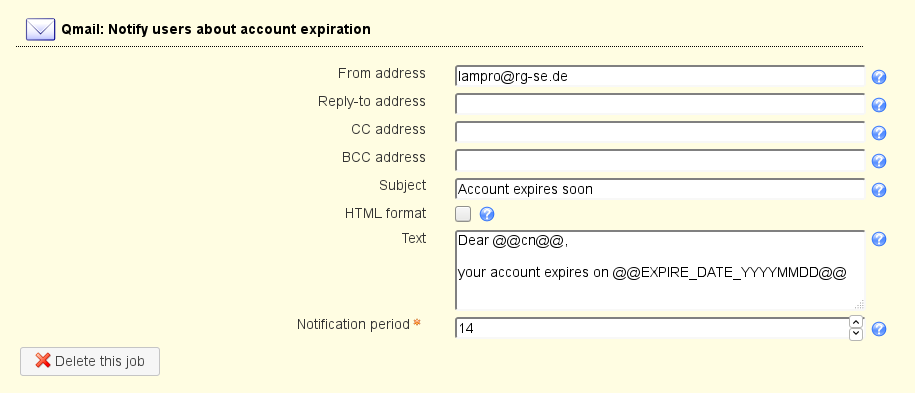 Qmail: Notify users about account expiration
From address lampro@rg-se.de
Reply-to address
CC address
BCC address
Subject Account expires soon
HTML format
Text Dear @@cn@@,
your account expires on @@EXPIRE_DATE_YYYYMMDD@@
Notification period * 14
Delete this job